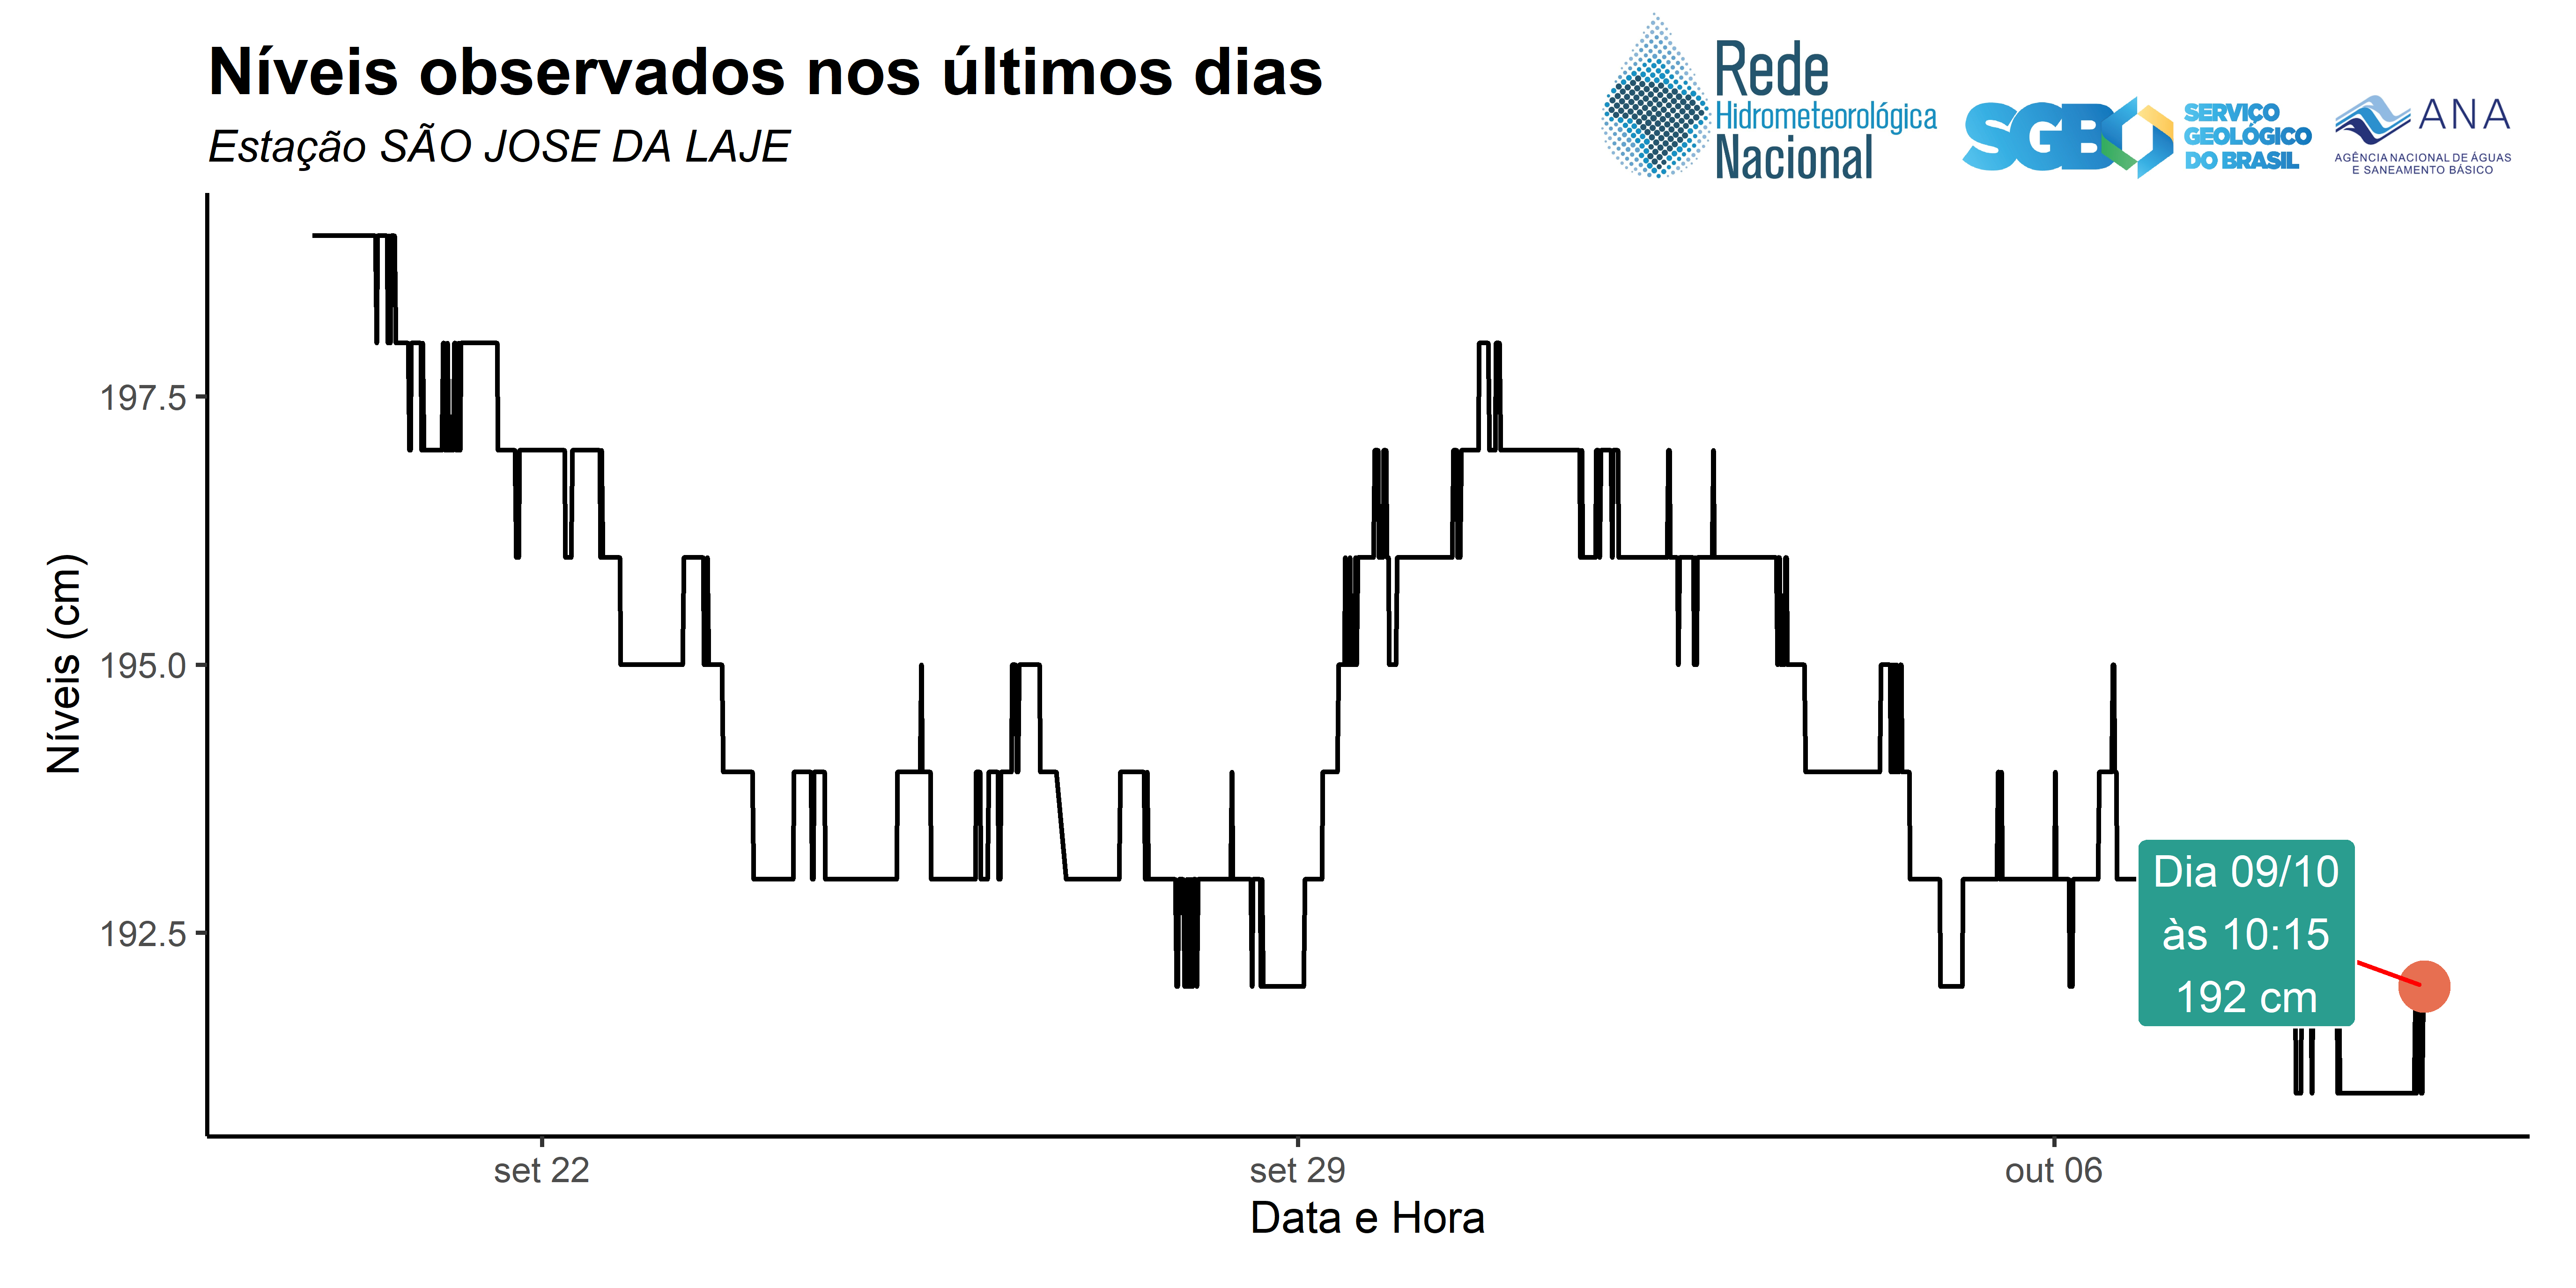 Níveis observados nos últimos dias
Estação SÃO JOSE DA LAJE
Rede
Hidrometeorológica
Nacional
SGB
SERVIÇO
GEOLÓGICO
DO BRASIL
ANA
AGÊNCIA NACIONAL DE ÁGUAS
E SANEAMENTO BÁSICO
Níveis (cm)
197.5
195.0
192.5
Dia 09/10
às 10:15
192 cm
set 22
set 29
out 06
Data e Hora